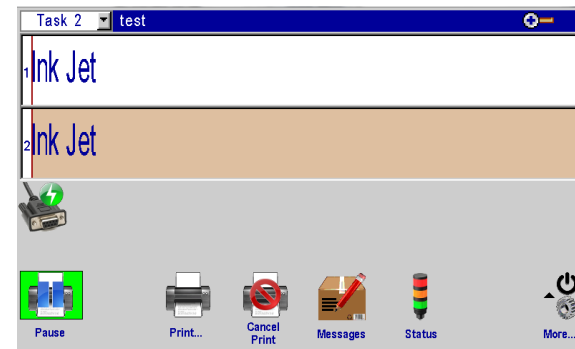 Task 2 test
1 Ink Jet
2 Ink Jet
Pause
Print...
Cancel
Print
Messages
Status
More...